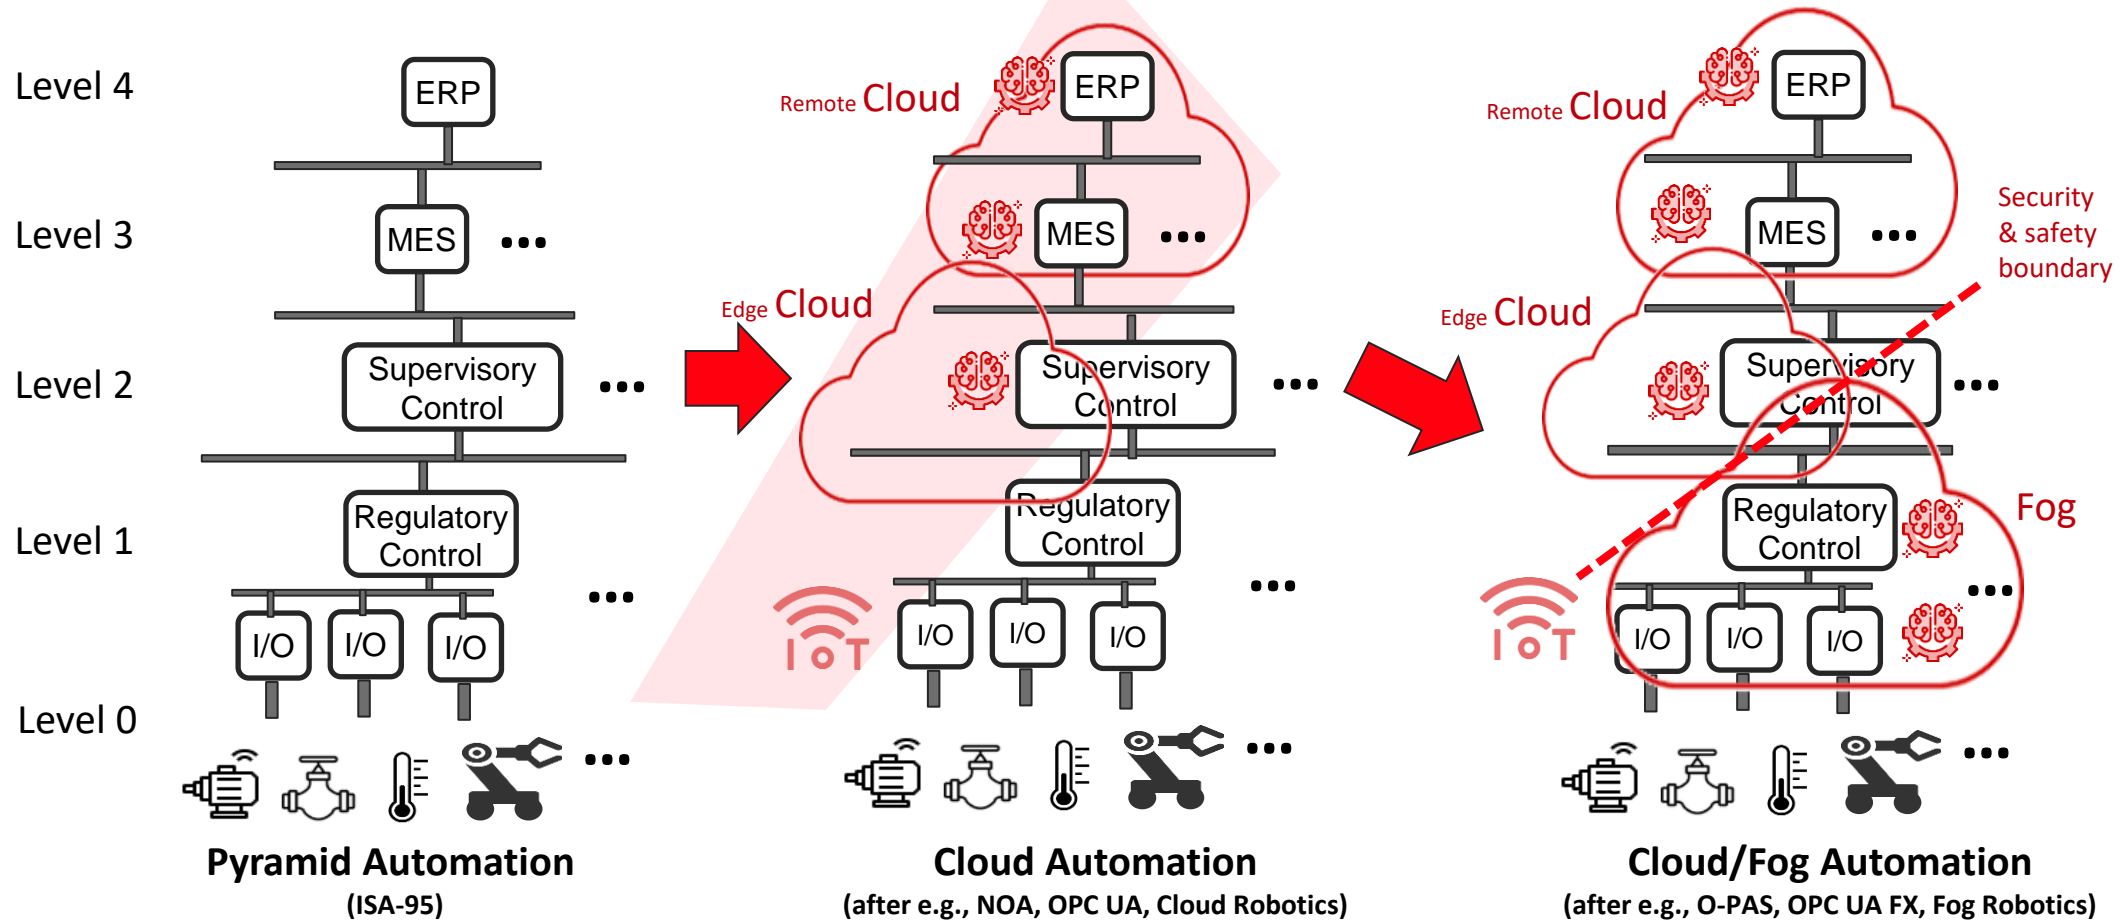 Level 4
Level 3
Level 2
Level 1
Level 0
ERP
MES
...
Supervisory
Control
...
Regulatory
Control
...
I/O
I/O
I/O
...
Pyramid Automation
(ISA-95)
Remote Cloud
ERP
MES
...
Edge Cloud
Supervisory
Control
...
Regulatory
Control
...
IoT
I/O
I/O
I/O
...
Cloud Automation
(after e.g., NOA, OPC UA, Cloud Robotics)
Remote Cloud
ERP
MES
...
Security
& safety
boundary
Edge Cloud
Supervisory
Control
...
Fog
Regulatory
Control
...
IoT
I/O
I/O
I/O
...
Cloud/Fog Automation
(after e.g., O-PAS, OPC UA FX, Fog Robotics)